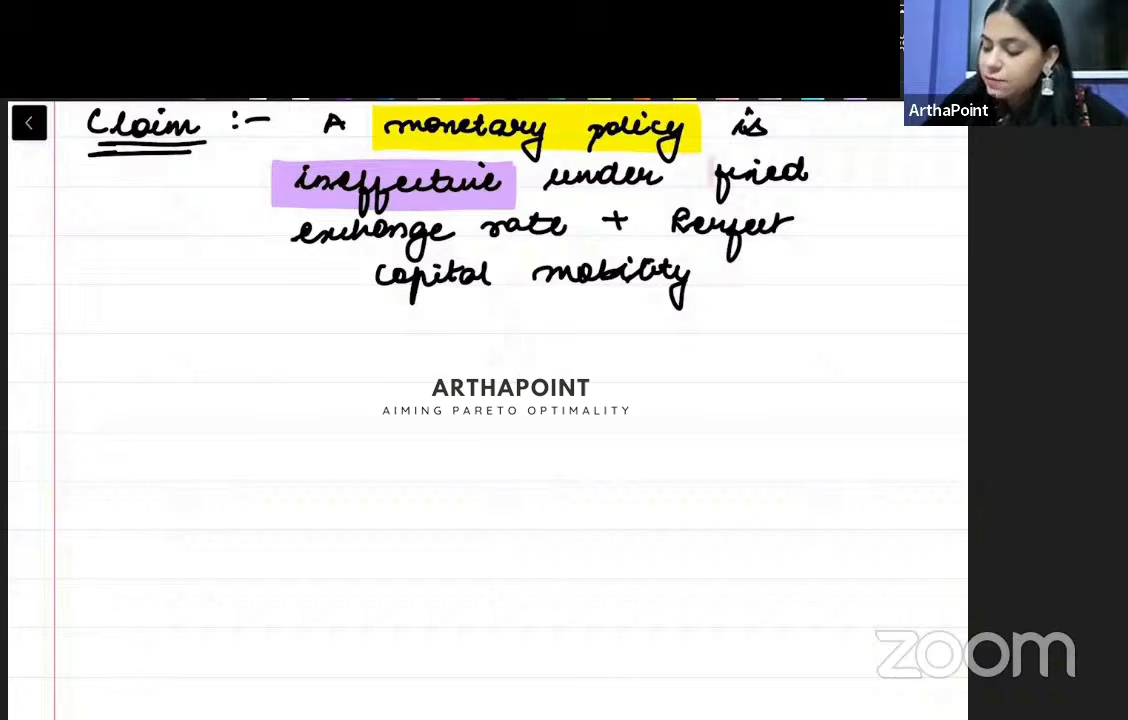 ArthaPoint
Claim :- A monetary policy is
ineffective under fixed
exchange rate + Perfect
capital mobility
ARTHAPOINT
AIMING PARETO OPTIMALITY
zoom